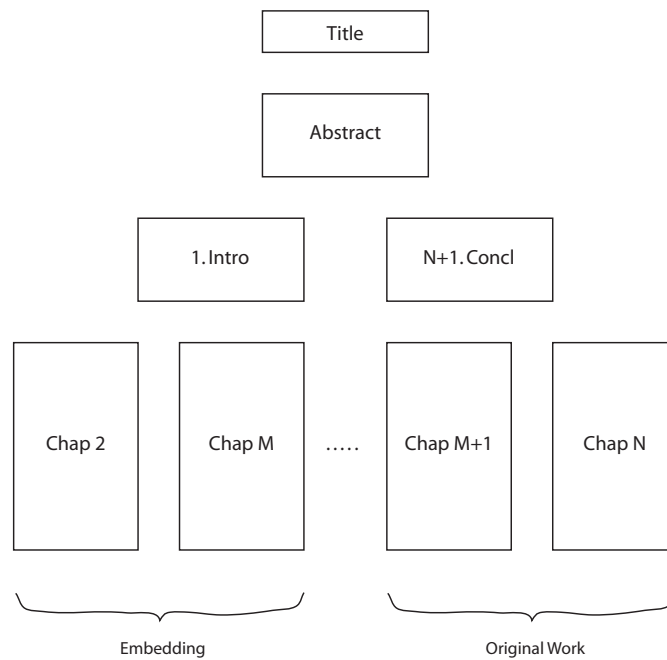 Title
Abstract
1. Intro
N+1. Concl
Chap 2
Chap M
.....
Chap M+1
Chap N
Embedding
Original Work